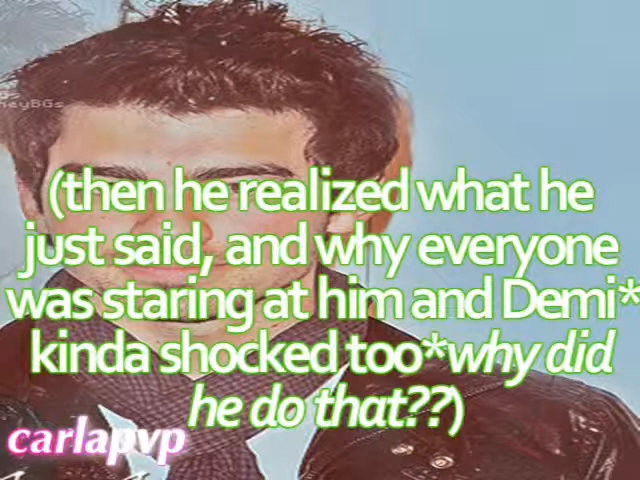 (then he realized what he
just said, and why everyone
was staring at him and Demi*
kinda shocked too*why did
he do that??)
carlapvp